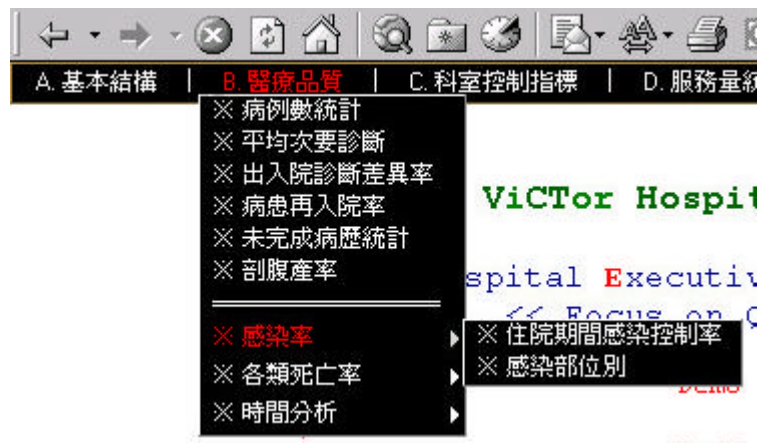 A. 基本結構 | B. 醫療品質 | C. 科室控制指標 | D. 服務量統
※ 病例數統計
※ 平均次要診斷
※ 出入院診斷差異率
※ 病患再入院率
※ 未完成病歷統計
※ 剖腹產率
※ 感染率
※ 各類死亡率
※ 時間分析
※ 住院期間感染控制率
※ 感染部位別
ViCTor Hospit
spital Executiv
<< Focus on Q
Demo